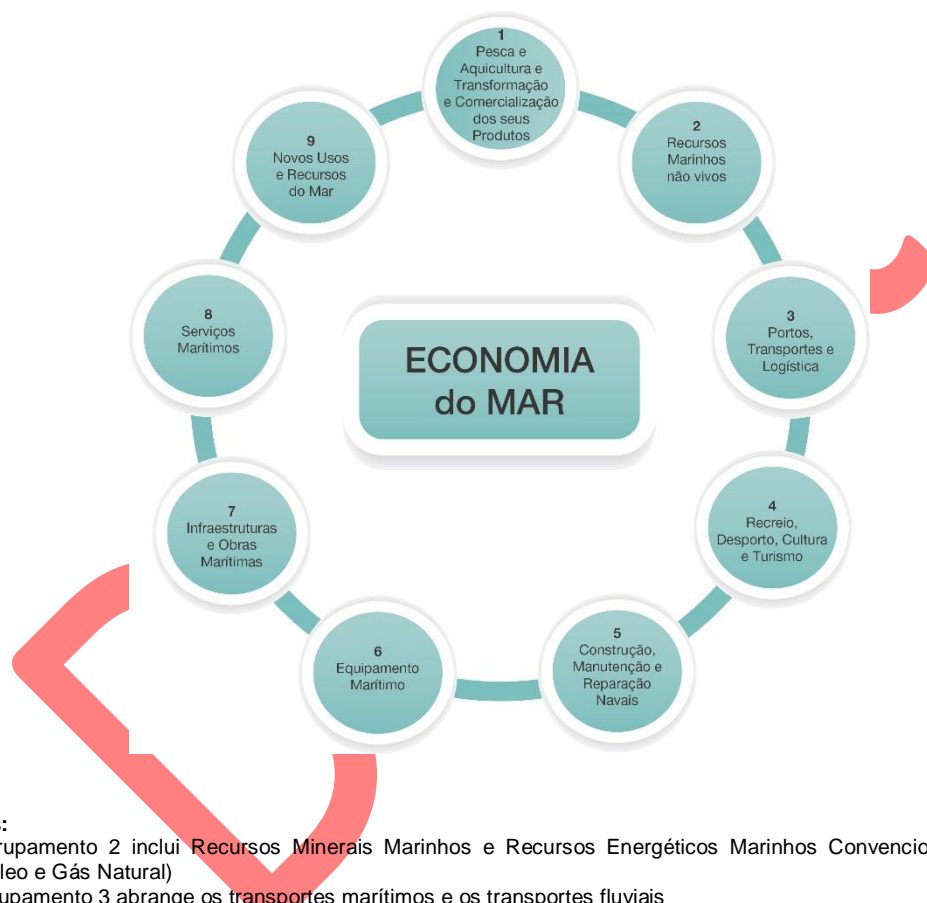 1
Pesca e
Aquicultura e
Transformação
e Comercialização
dos seus
Produtos
2
Recursos
Marinhos
não vivos
3
Portos,
Transportes e
Logística
4
Recreio,
Desporto, Cultura
e Turismo
5
Construção,
Manutenção e
Reparação
Navais
6
Equipamento
Marítimo
7
Infraestruturas
e Obras
Marítimas
8
Serviços
Marítimos
9
Novos Usos
e Recursos
do Mar
ECONOMIA
do MAR
rupamento 2 inclui Recursos Minerais Marinhos e Recursos Energéticos Marinhos Convencio
leo e Gás Natural)
upamento 3 abrange os transportes marítimos e os transportes fluviais